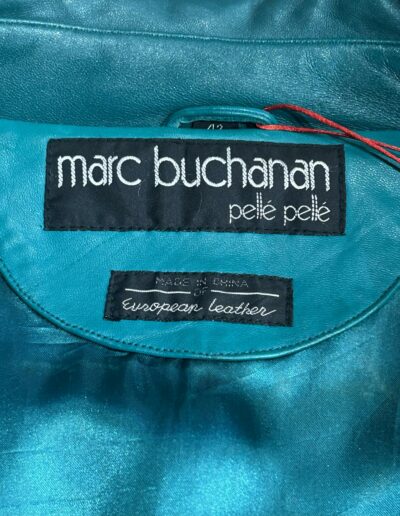 42
marc buchanan
pellé pellé
MADE IN CHINA
OF
European Leather